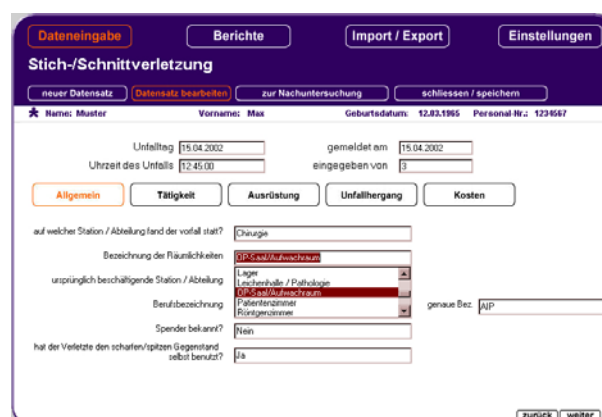 Dateneingabe Berichte Import / Export Einstellungen
Stich-/Schnittverletzung
neuer Datensatz Datensatz bearbeiten zur Nachuntersuchung schliessen / speichern
Name: Muster Vorname: Max Geburtsdatum: 12.03.1965 Personal-Nr.: 1234567
Unfalltag 15.04.2002 gemeldet am 15.04.2002
Uhrzeit des Unfalls 12:45:00 eingegeben von 3
Allgemein Tätigkeit Ausrüstung Unfallhergang Kosten
auf welcher Station / Abteilung fand der vorfall statt? Chirurgie
Bezeichnung der Räumlichkeiten OP-Saal/Aufwachraum
Lager
ursprünglich beschäftigende Station / Abteilung Leichenhalle / Pathologie
OP-Saal/Aufwachraum
Berufsbezeichnung Patientenzimmer genaue Bez. AIP
Röntgenzimmer
Spender bekannt? Nein
hat der Verletzte den scharfen/spitzen Gegenstand
selbst benutzt? Ja
zurück weiter